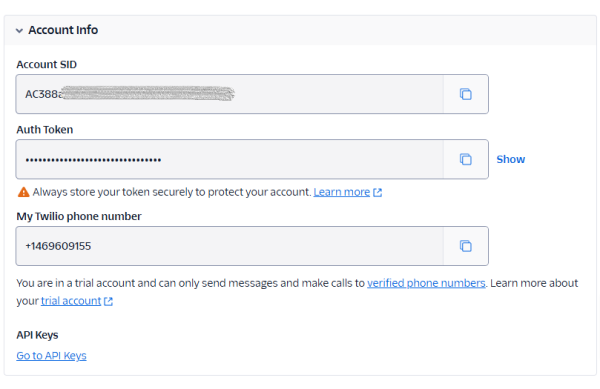 Account Info
Account SID
AC388
Auth Token
••••••••••••••••••••••••••••••••
Show
Always store your token securely to protect your account. Learn more
My Twilio phone number
+1469609155
You are in a trial account and can only send messages and make calls to verified phone numbers. Learn more about
your trial account
API Keys
Go to API Keys